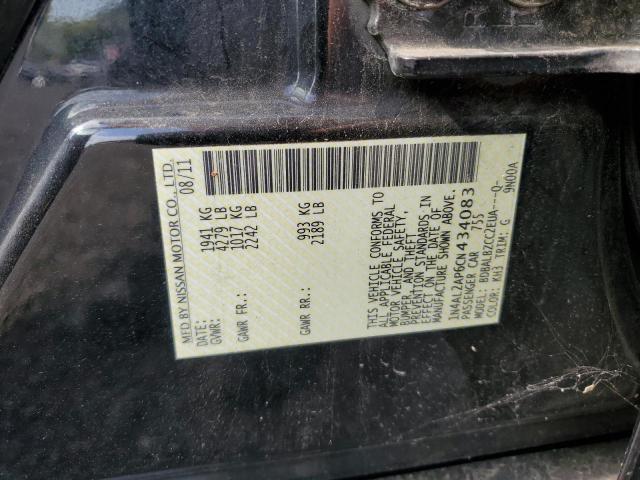 MFD BY NISSAN MOTOR CO., LTD.
DATE: 08/11
GVWR: 1941 KG
4279 LB
GAWR FR.: 1017 KG
2242 LB
GAWR RR.: 993 KG
2189 LB
THIS VEHICLE CONFORMS TO
ALL APPLICABLE FEDERAL
MOTOR VEHICLE SAFETY,
BUMPER, AND THEFT
PREVENTION STANDARDS IN
EFFECT ON THE DATE OF
MANUFACTURE SHOWN ABOVE.
1N4AL2AP6CN434083
PASSENGER CAR 755
MODEL: BDBALBZCC2EUA---Q-
COLOR: KH3 TRIM: G 9N00A